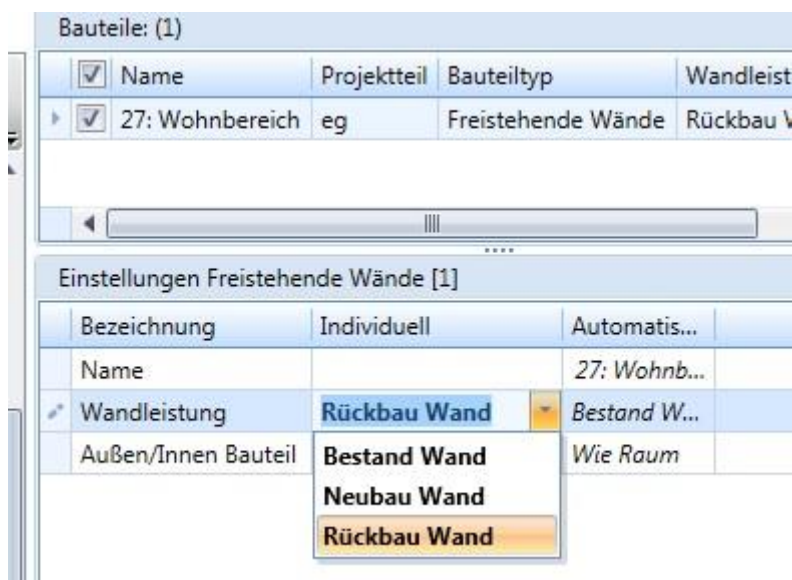 Bauteile: (1)
Name Projektteil Bauteiltyp Wandleist
27: Wohnbereich eg Freistehende Wände Rückbau
Einstellungen Freistehende Wände [1]
Bezeichnung Individuell Automatis...
Name 27: Wohnb...
Wandleistung Rückbau Wand Bestand W...
Außen/Innen Bauteil Wie Raum
Bestand Wand
Neubau Wand
Rückbau Wand